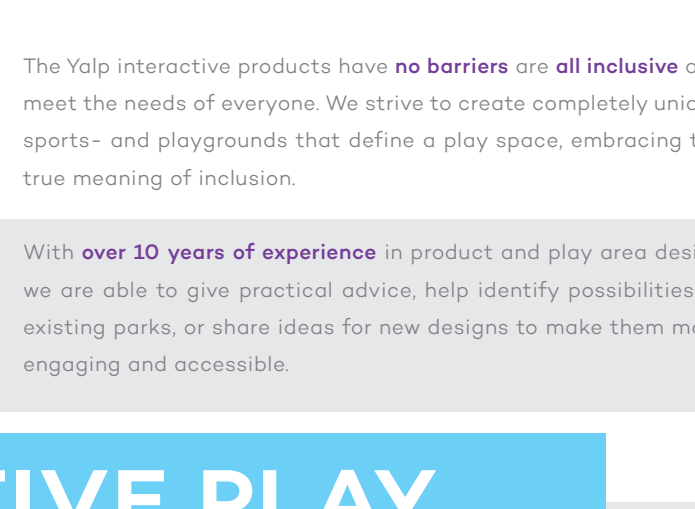 The Yalp interactive products have no barriers are all inclusive
meet the needs of everyone. We strive to create completely
sports- and playgrounds that define a play space, embracing
true meaning of inclusion.
With over 10 years of experience in product and play area
we are able to give practical advice, help identify possibilities
existing parks, or share ideas for new designs to make them
engaging and accessible.
PLAY